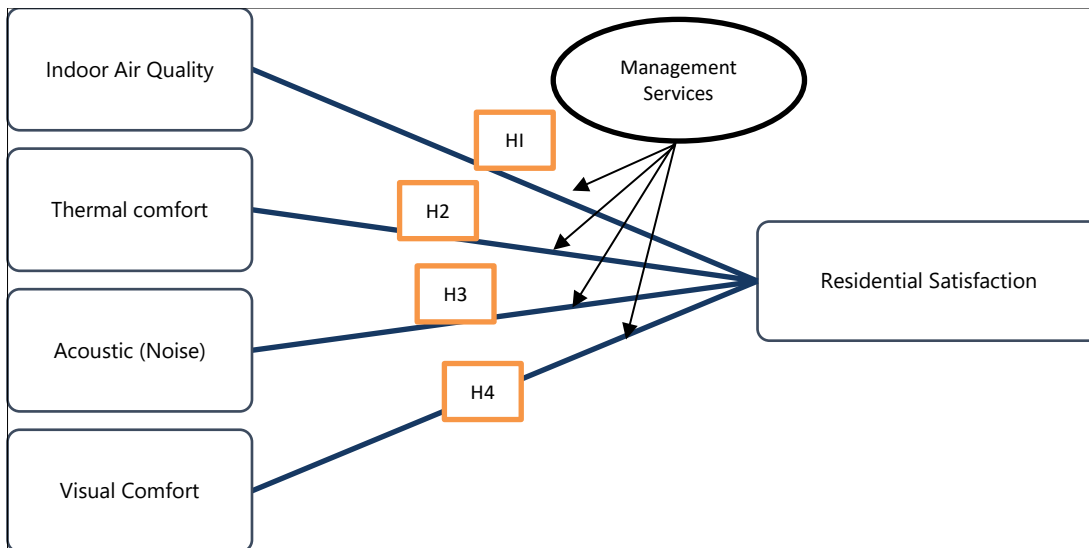 Indoor Air Quality
Management
Services
HI
Thermal comfort
H2
Residential Satisfaction
H3
Acoustic (Noise)
H4
Visual Comfort